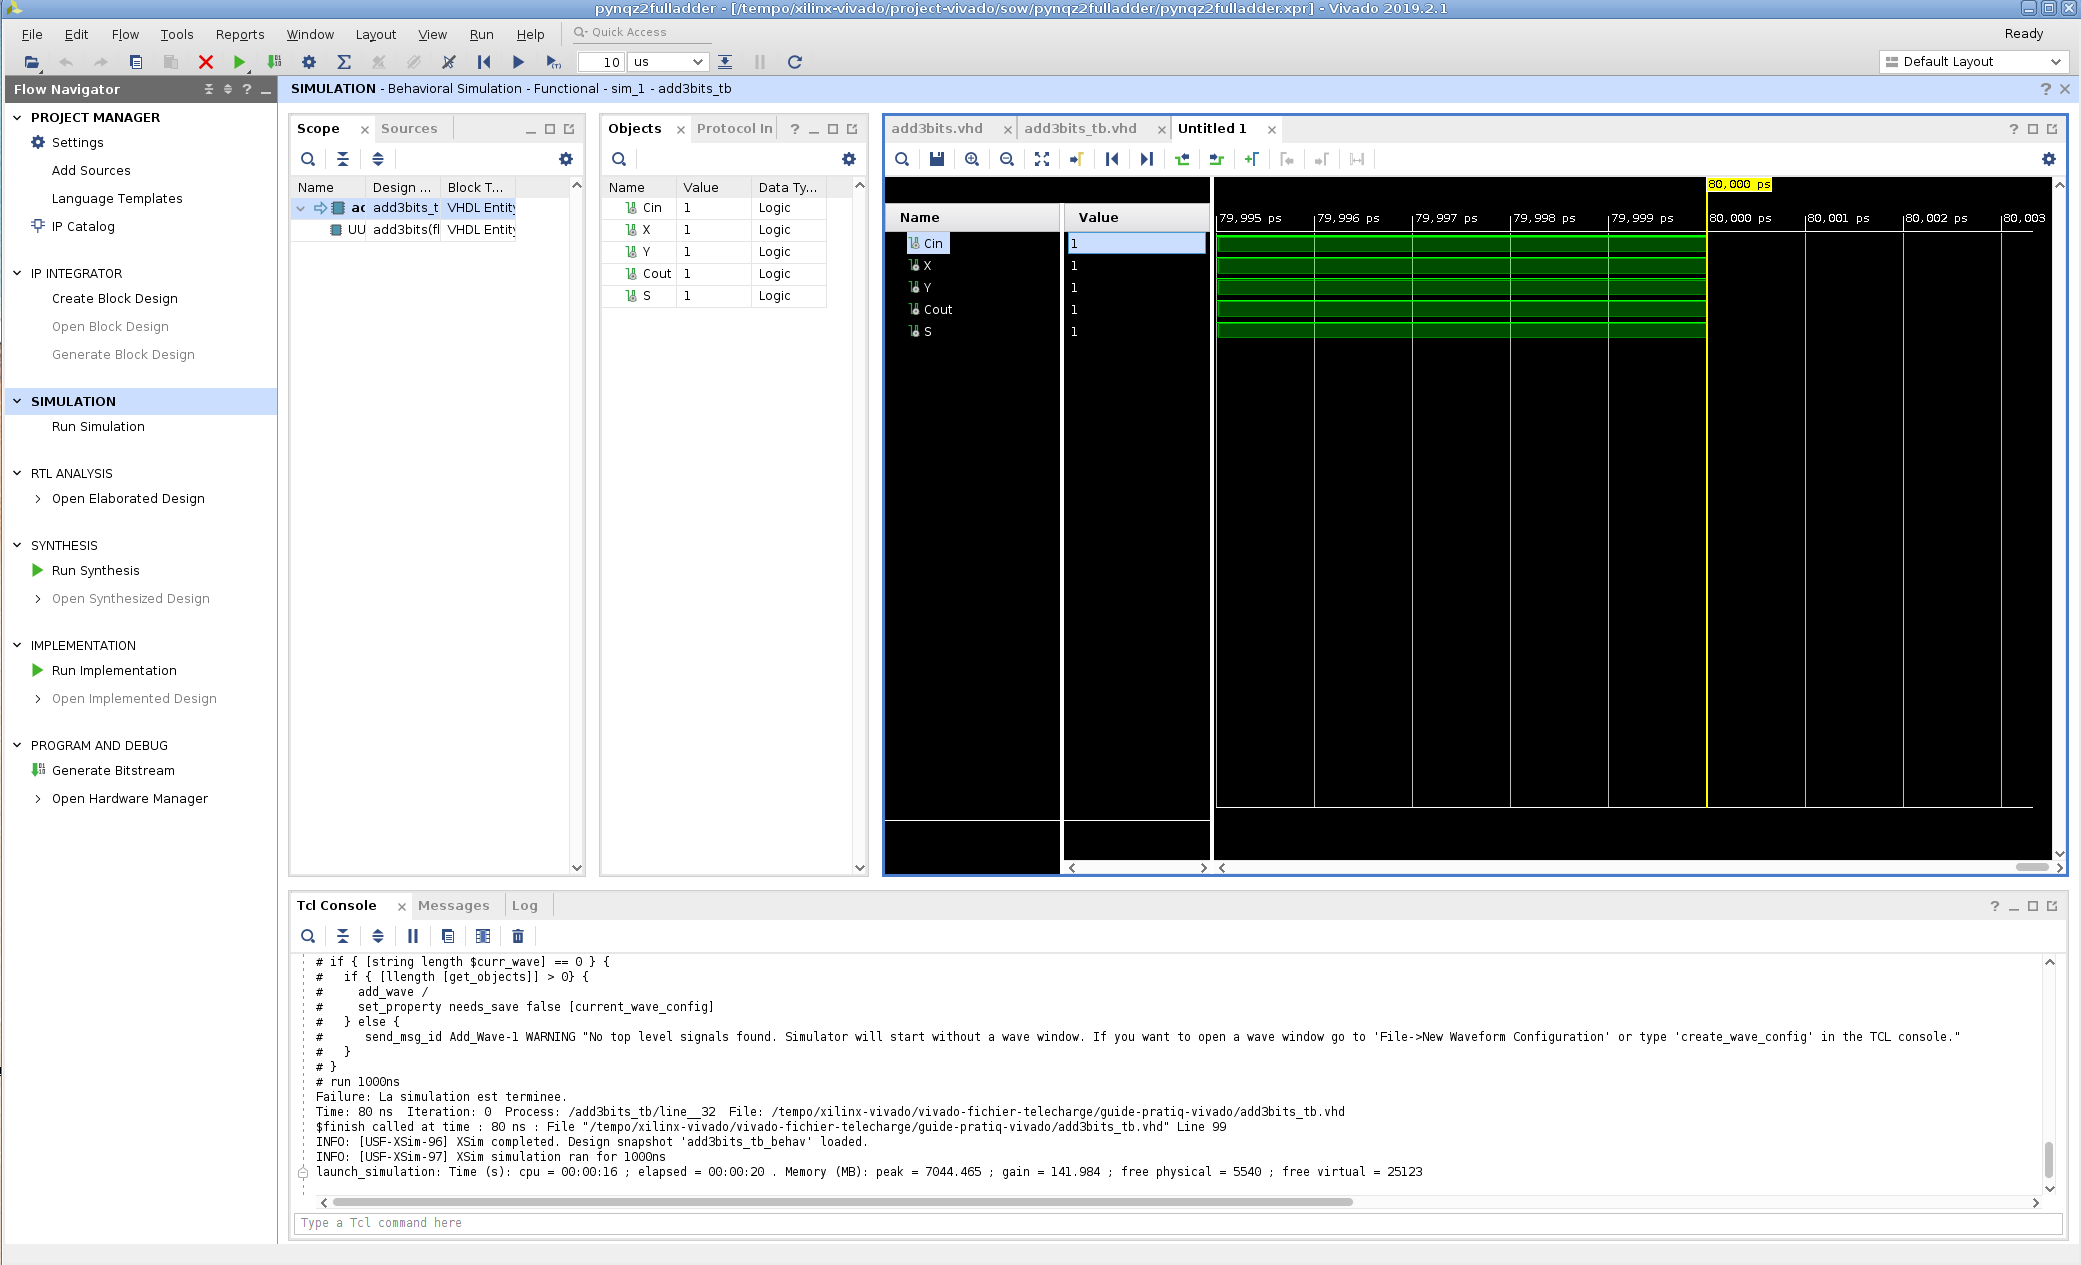 pynqz2fulladder - [/tempo/xilinx-vivado/project-vivado/sow/pynqz2fulladder/pynqz2fulladder.xpr] - Vivado 2019.2.1
File Edit Flow Tools Reports Window Layout View Run Help Quick Access
Ready
10 us
Default Layout
Flow Navigator
SIMULATION - Behavioral Simulation - Functional - sim_1 - add3bits_tb
PROJECT MANAGER
Settings
Add Sources
Language Templates
IP Catalog
IP INTEGRATOR
Create Block Design
Open Block Design
Generate Block Design
SIMULATION
Run Simulation
RTL ANALYSIS
Open Elaborated Design
SYNTHESIS
Run Synthesis
Open Synthesized Design
IMPLEMENTATION
Run Implementation
Open Implemented Design
PROGRAM AND DEBUG
Generate Bitstream
Open Hardware Manager
Scope Sources
Name Design ... Block T...
ac add3bits_t VHDL Entity
UU add3bits(fl VHDL Entity
Objects Protocol In
Name Value Data Ty...
Cin 1 Logic
X 1 Logic
Y 1 Logic
Cout 1 Logic
S 1 Logic
add3bits.vhd add3bits_tb.vhd Untitled 1
80,000 ps
Name Value
79,995 ps 79,996 ps 79,997 ps 79,998 ps 79,999 ps 80,000 ps 80,001 ps 80,002 ps 80,003
Cin 1
X 1
Y 1
Cout 1
S 1
Tcl Console Messages Log
# if { [string length $curr_wave] == 0 } {
#   if { [llength [get_objects]] > 0} {
#     add_wave /
#     set_property needs_save false [current_wave_config]
#   } else {
#      send_msg_id Add_Wave-1 WARNING "No top level signals found. Simulator will start without a wave window. If you want to open a wave window go to 'File->New Waveform Configuration' or type 'create_wave_config' in the TCL console."
#   }
# }
# run 1000ns
Failure: La simulation est terminee.
Time: 80 ns  Iteration: 0  Process: /add3bits_tb/line__32  File: /tempo/xilinx-vivado/vivado-fichier-telecharge/guide-pratiq-vivado/add3bits_tb.vhd
$finish called at time : 80 ns : File "/tempo/xilinx-vivado/vivado-fichier-telecharge/guide-pratiq-vivado/add3bits_tb.vhd" Line 99
INFO: [USF-XSim-96] XSim completed. Design snapshot 'add3bits_tb_behav' loaded.
INFO: [USF-XSim-97] XSim simulation ran for 1000ns
launch_simulation: Time (s): cpu = 00:00:16 ; elapsed = 00:00:20 . Memory (MB): peak = 7044.465 ; gain = 141.984 ; free physical = 5540 ; free virtual = 25123
Type a Tcl command here